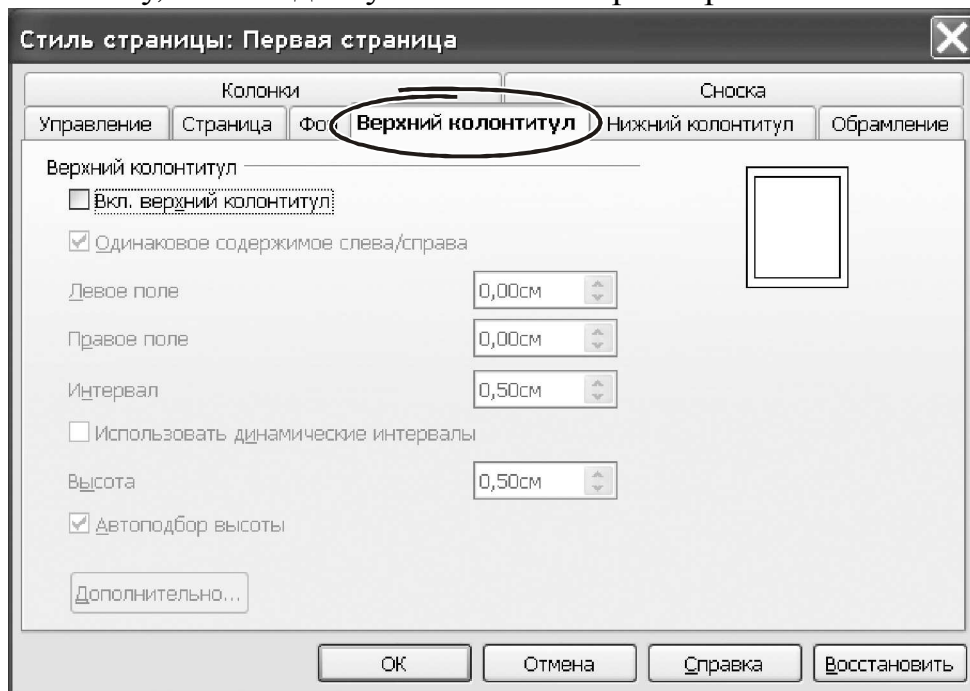 Стиль страницы: Первая страница
Колонки Сноска
Управление Страница Верхний колонтитул Нижний колонтитул Обрамление
Верхний колонтитул
Вкл. верхний колонтитул
Одинаковое содержимое слева/справа
Левое поле 0,00см
Правое поле 0,00см
Интервал 0,50см
Использовать динамические интервалы
Высота 0,50см
Автоподбор высоты
Дополнительно...
ОК Отмена Справка Восстановить